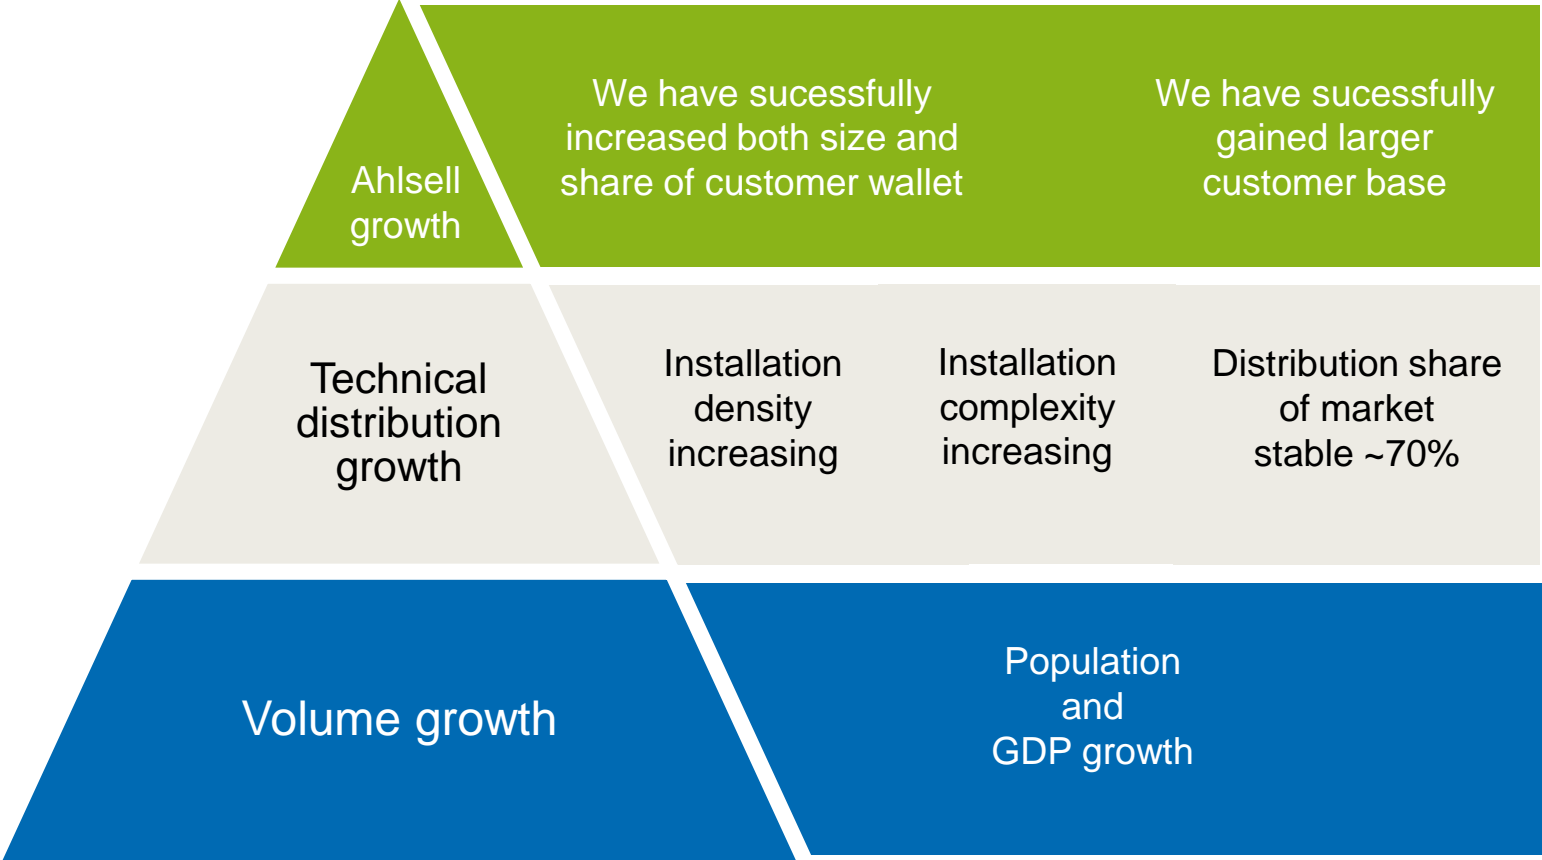 Ahlsell
growth
We have sucessfully
increased both size and
share of customer wallet
We have sucessfully
gained larger
customer base
Technical
distribution
growth
Installation
density
increasing
Installation
complexity
increasing
Distribution share
of market
stable ~70%
Volume growth
Population
and
GDP growth